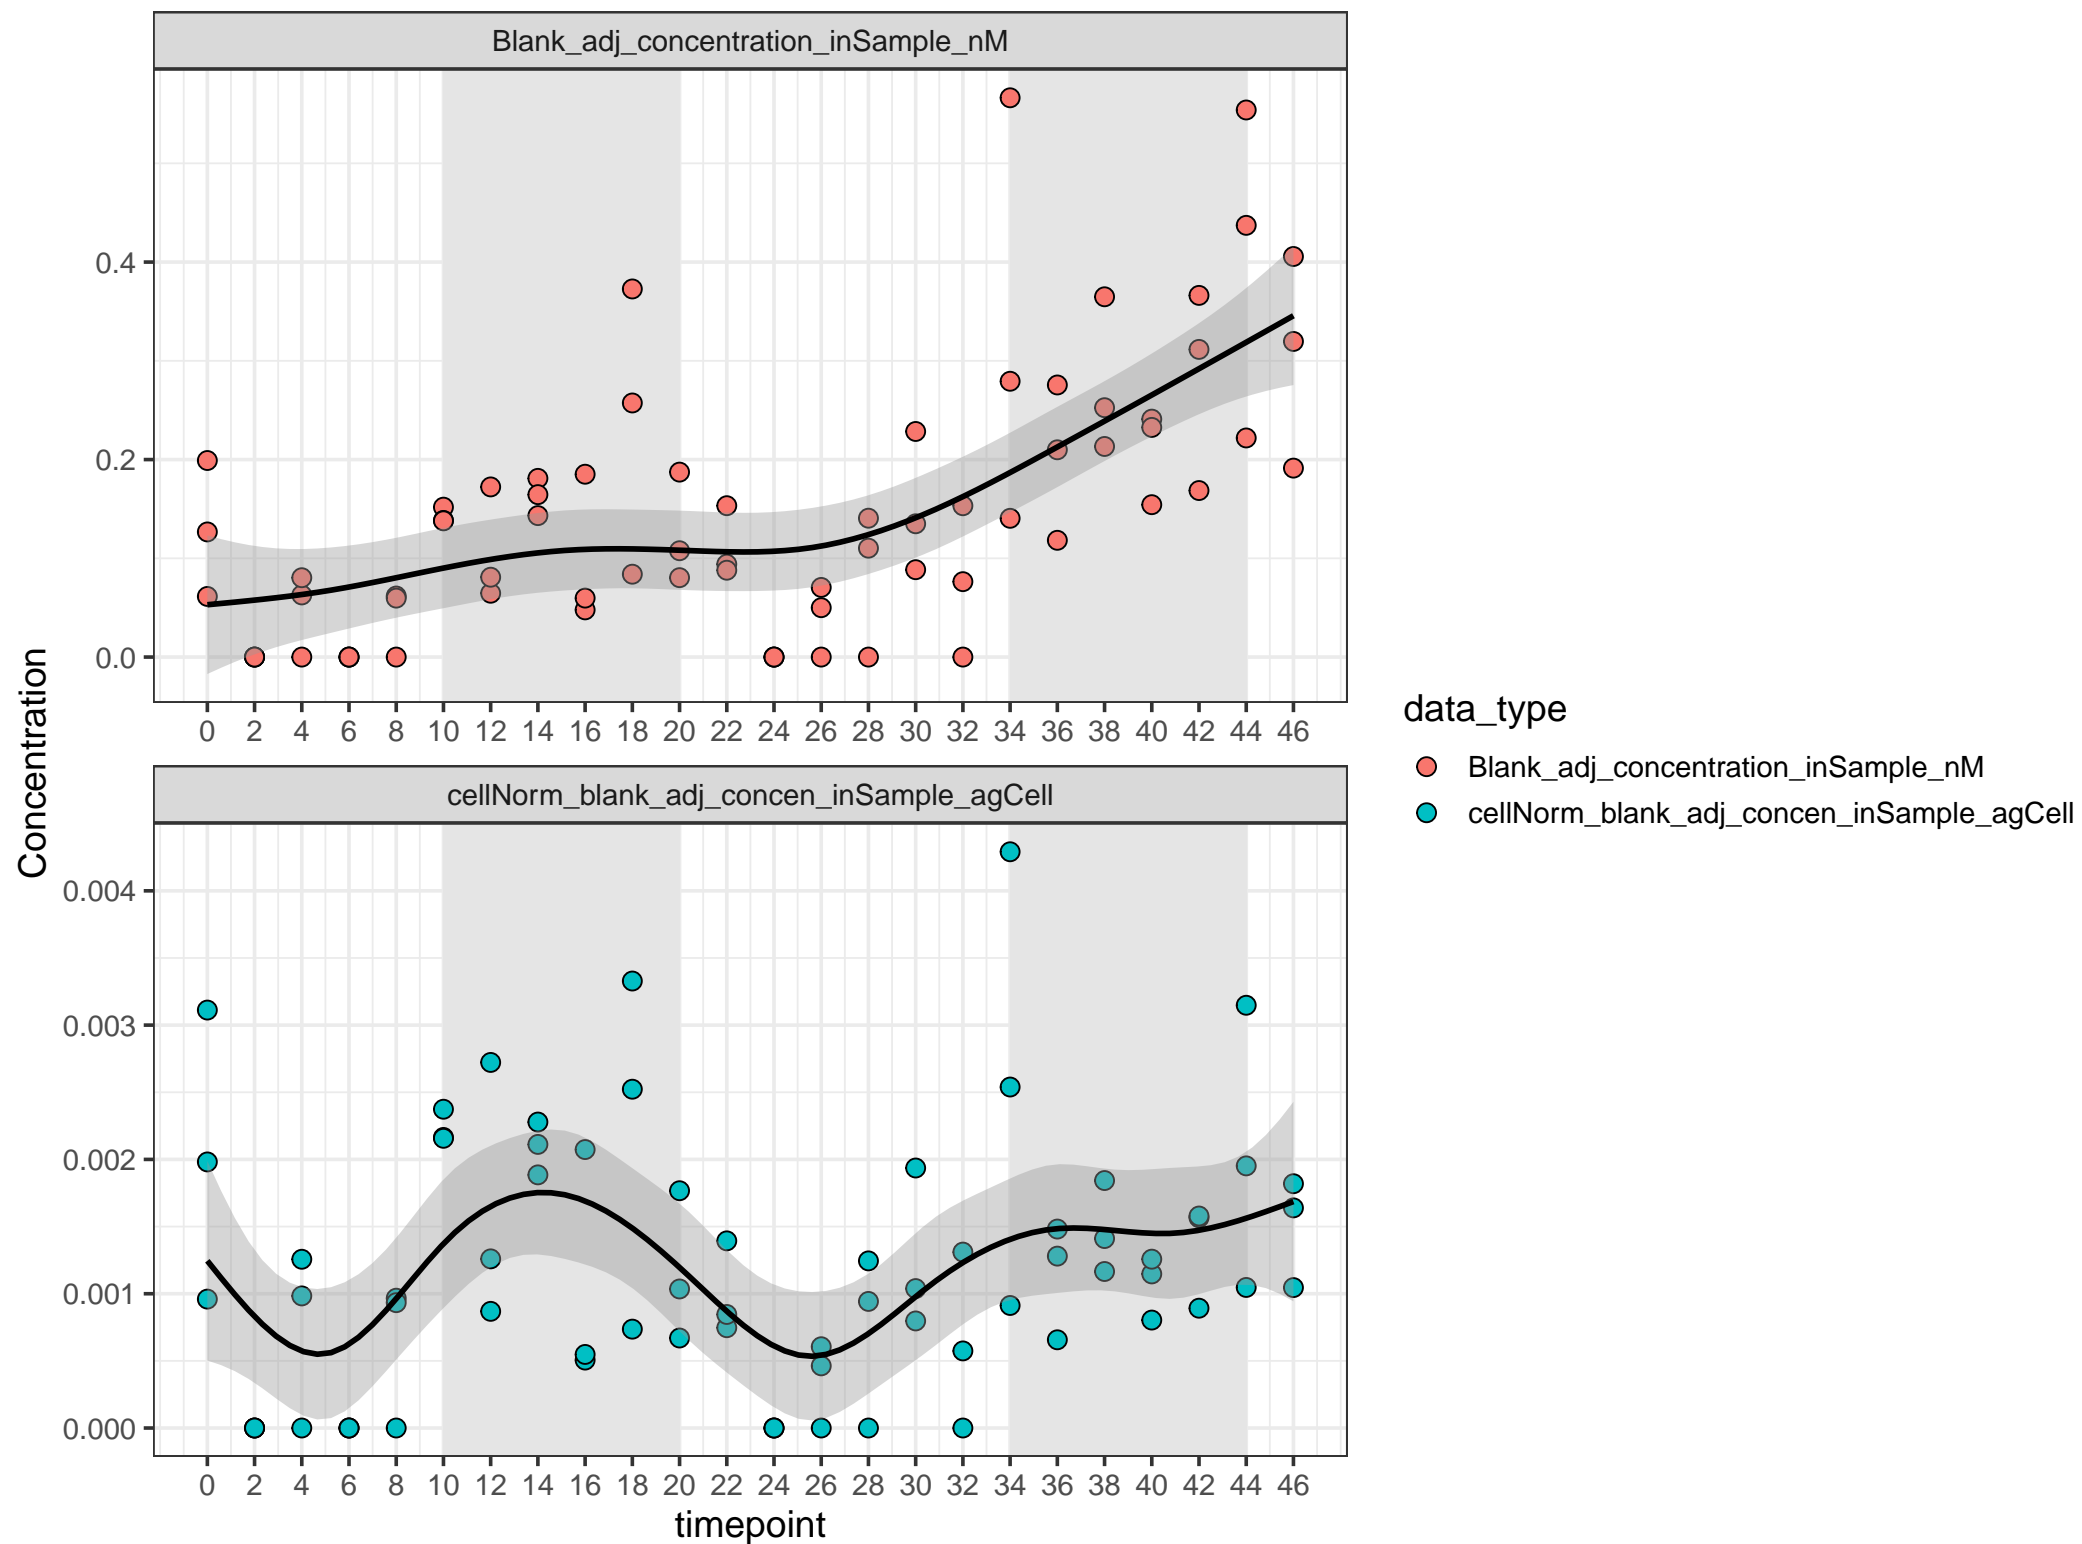 Blank_adj_concentration_inSample_nM
0.4
0.2
0.0
0 2 4 6 8 10 12 14 16 18 20 22 24 26 28 30 32 34 36 38 40 42 44 46
Concentration
cellNorm_blank_adj_concen_inSample_agCell
0.004
0.003
0.002
0.001
0.000
0 2 4 6 8 10 12 14 16 18 20 22 24 26 28 30 32 34 36 38 40 42 44 46
timepoint
data_type
Blank_adj_concentration_inSample_nM
cellNorm_blank_adj_concen_inSample_agCell